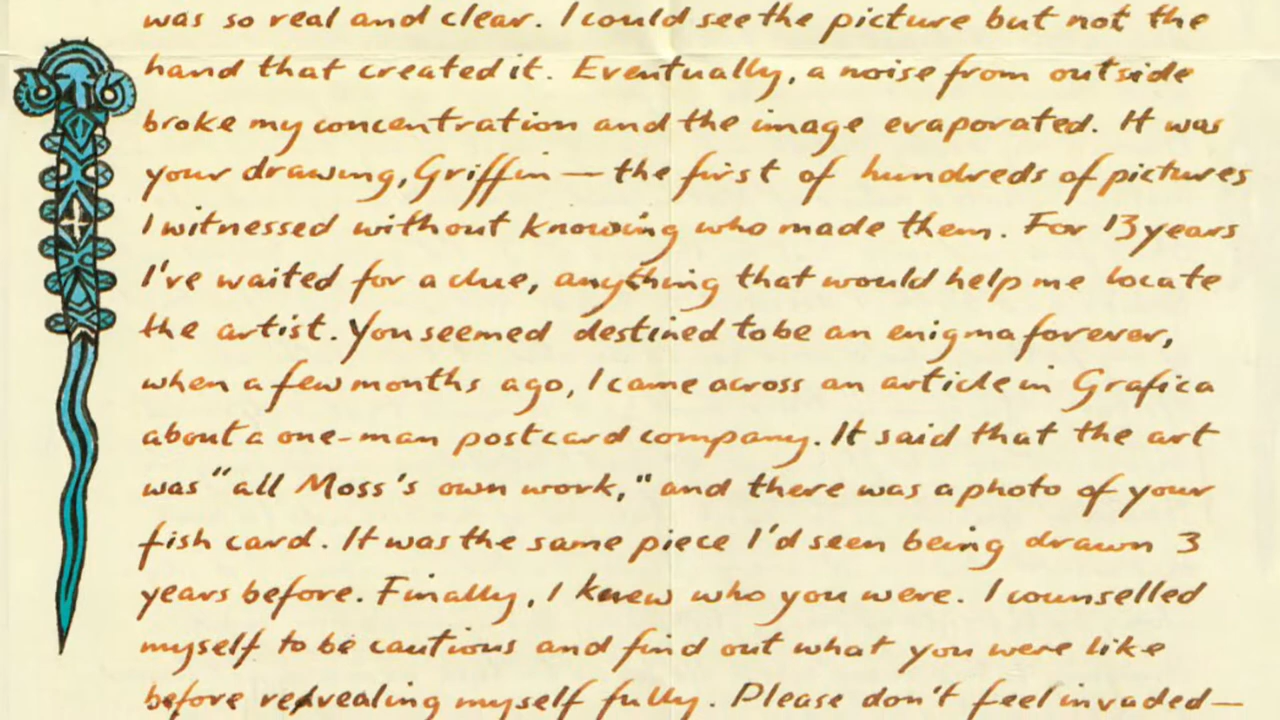 was so real and clear. I could see the picture but not the
hand that created it. Eventually, a noise from outside
broke my concentration and the image evaporated. It was
your drawing, Griffin — the first of hundreds of pictures
I witnessed without knowing who made them. For 13 years
I've waited for a clue, anything that would help me locate
the artist. You seemed destined to be an enigma forever,
when a few months ago, I came across an article in Grafica
about a one-man postcard company. It said that the art
was "all Moss's own work," and there was a photo of your
fish card. It was the same piece I'd seen being drawn 3
years before. Finally, I knew who you were. I counselled
myself to be cautious and find out what you were like
before revealing myself fully. Please don't feel invaded—